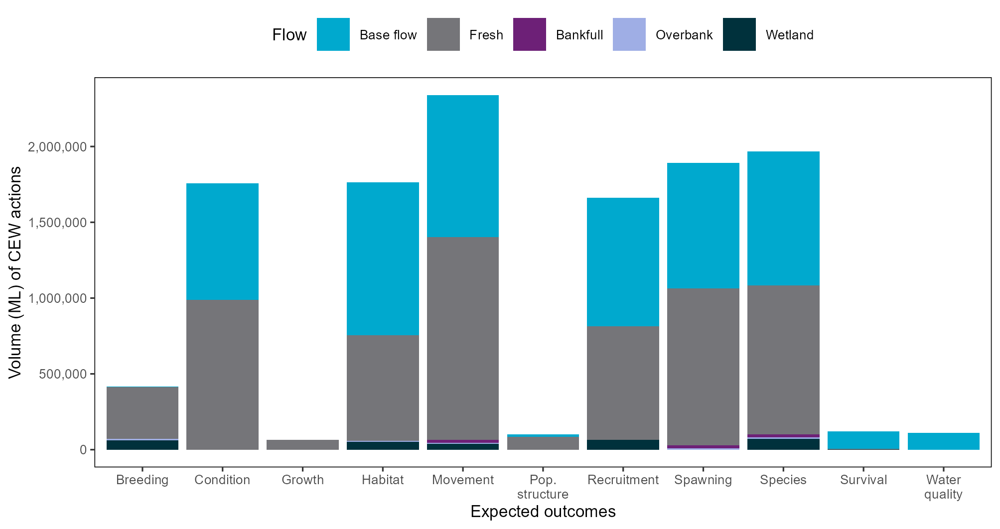 Flow Base flow Fresh Bankfull Overbank Wetland
Volume (ML) of CEW actions
2,000,000
1,500,000
1,000,000
500,000
0
Breeding Condition Growth Habitat Movement Pop. structure Recruitment Spawning Species Survival Water quality
Expected outcomes